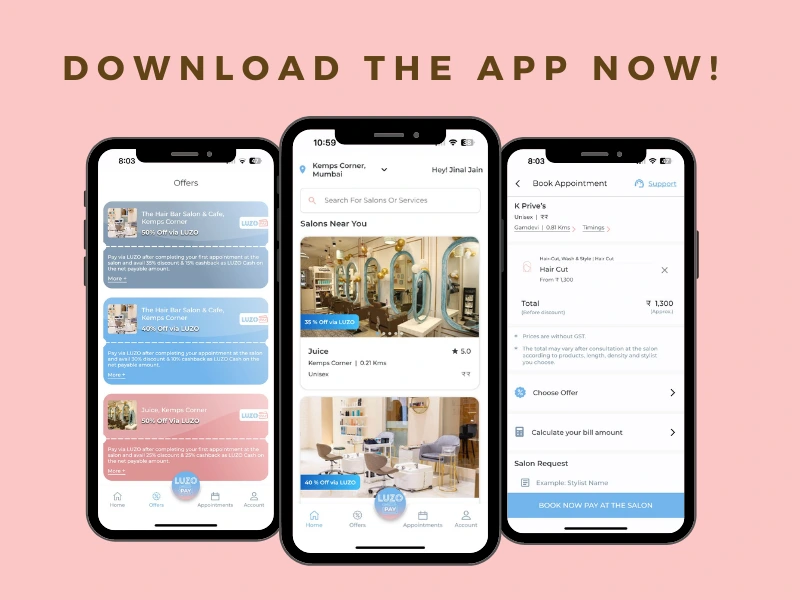 DOWNLOAD THE APP NOW!
8:03
47
Offers
The Hair Bar Salon & Cafe,
Kemps Corner
50% Off via LUZO
LUZO
Pay via LUZO after completing your first appointment at the
salon and avail 35% discount & 15% cashback as LUZO Cash on
the net payable amount.
More +
The Hair Bar Salon & Cafe,
Kemps Corner
40% Off via LUZO
LUZO
Pay via LUZO after completing your appointment at the salon
and avail 30% discount & 10% cashback as LUZO Cash on the
net payable amount.
More +
Juice, Kemps Corner
50% Off via LUZO
LUZO
Pay via LUZO after completing your first appointment at the
salon and avail 25% discount & 25% cashback as LUZO Cash on
the net payable amount.
More +
LUZO
PAY
Home
Offers
Appointments
Account
10:59
38
Kemps Corner,
Mumbai
Hey! Jinal Jain
Search For Salons Or Services
Salons Near You
35 % Off via LUZO
Juice
★ 5.0
Kemps Corner | 0.21 Kms
Unisex
₹₹
40 % Off via LUZO
LUZO
PAY
Home
Offers
Appointments
Account
8:03
47
Book Appointment
Support
K Prive's
Unisex | ₹₹
Gamdevi | 0.81 Kms
Timings
Hair-Cut, Wash & Style | Hair Cut
Hair Cut
From ₹ 1,300
Total
₹ 1,300
(Before discount)
(Approx.)
Prices are without GST
The total may vary after consultation at the salon
according to products, length, density and stylist
you choose.
Choose Offer
Calculate your bill amount
Salon Request
Example: Stylist Name
BOOK NOW PAY AT THE SALON